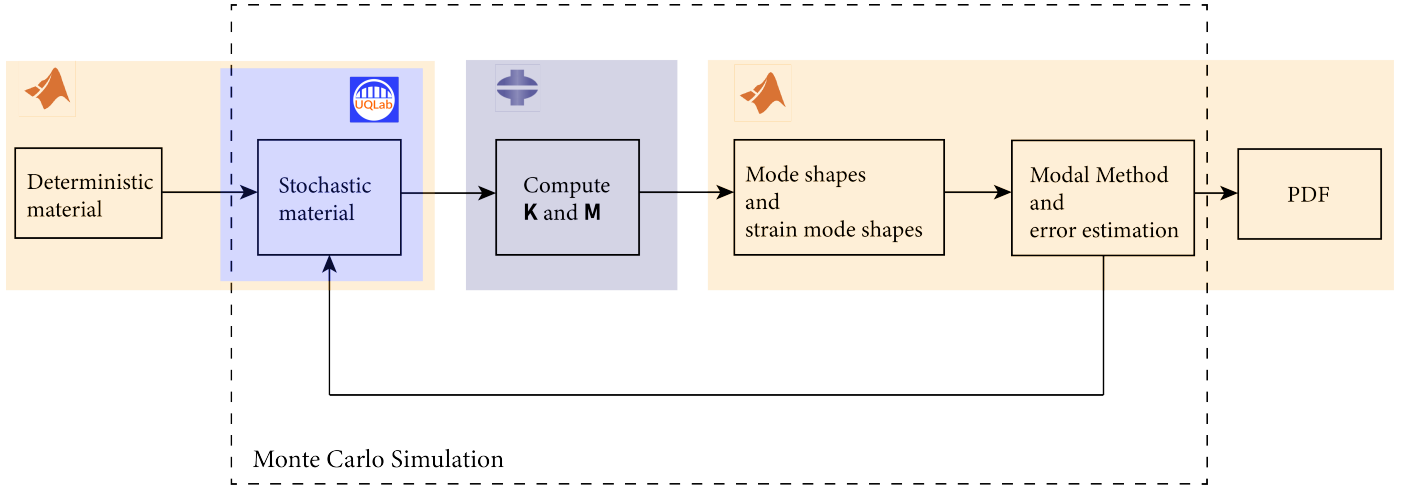 UQLab
Deterministic
material
Stochastic
material
Compute
K and M
Mode shapes
and
strain mode shapes
Modal Method
and
error estimation
PDF
Monte Carlo Simulation